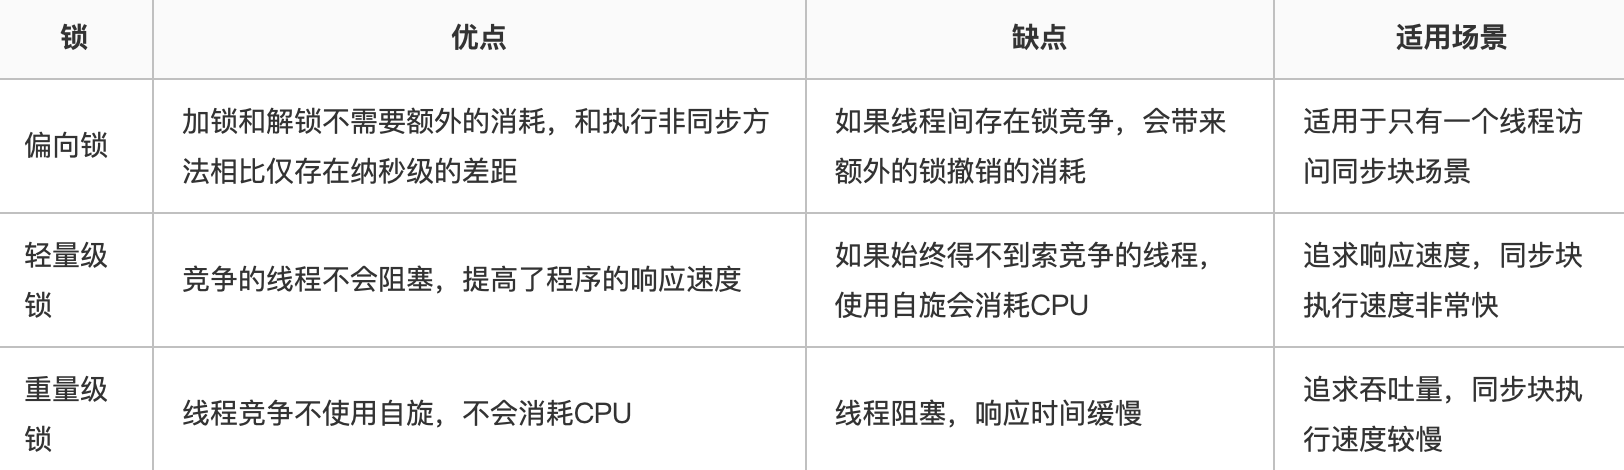 锁
优点
缺点
适用场景
偏向锁
加锁和解锁不需要额外的消耗，和执行非同步方
法相比仅存在纳秒级的差距
如果线程间存在锁竞争，会带来
额外的锁撤销的消耗
适用于只有一个线程访
问同步块场景
轻量级
锁
竞争的线程不会阻塞，提高了程序的响应速度
如果始终得不到索竞争的线程，
使用自旋会消耗CPU
追求响应速度，同步块
执行速度非常快
重量级
锁
线程竞争不使用自旋，不会消耗CPU
线程阻塞，响应时间缓慢
追求吞吐量，同步块执
行速度较慢